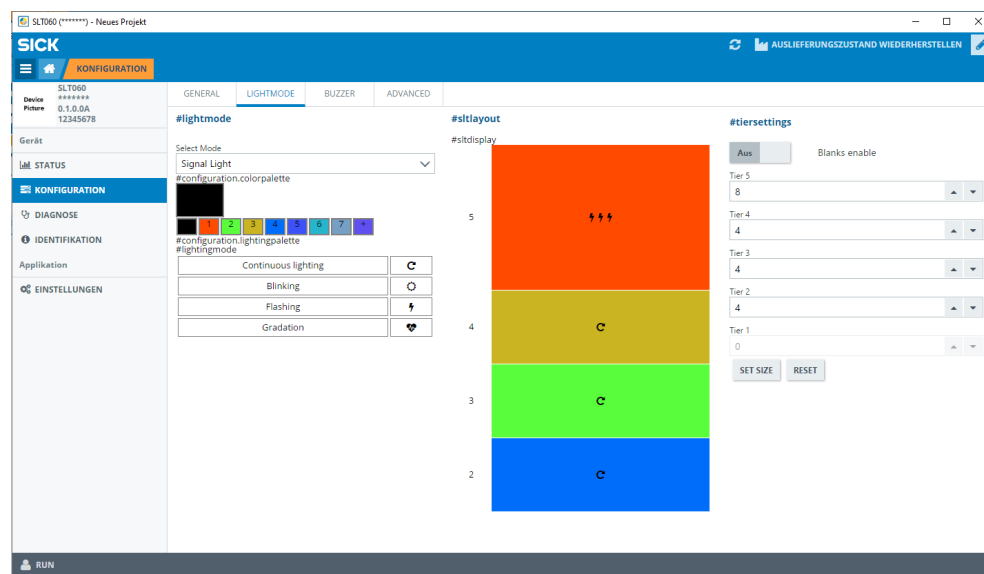 SLT060 (*******) - Neues Projekt
SICK
AUSLIEFERUNGSZUSTAND WIEDERHERSTELLEN
KONFIGURATION
Device
Picture
SLT060
*******
0.1.0.0A
12345678
Gerät
STATUS
KONFIGURATION
DIAGNOSE
IDENTIFIKATION
Applikation
EINSTELLUNGEN
GENERAL LIGHTMODE BUZZER ADVANCED
#lightmode
Select Mode
Signal Light
#configuration.colorpalette
1 2 3 4 5 6 7 +
#configuration.lightingpalette
#lightingmode
Continuous lighting
Blinking
Flashing
Gradation
#sltlayout
#sltdisplay
5
4
3
2
#tiersettings
Aus Blanks enable
Tier 5
8
Tier 4
4
Tier 3
4
Tier 2
4
Tier 1
0
SET SIZE RESET
RUN